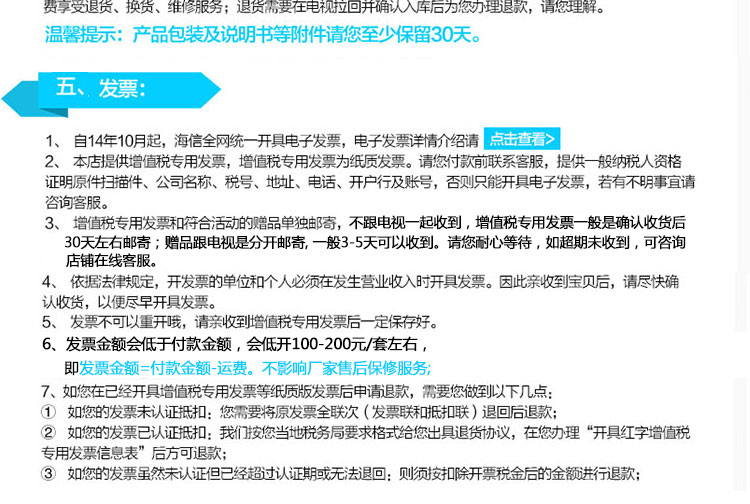 费享受退货、换货、维修服务；退货需要在电视拉回并确认入库后为您办理退款，请您理解。
温馨提示：产品包装及说明书等附件请您至少保留30天。
五、发票：
1、 自14年10月起，海信全网统一开具电子发票，电子发票详情介绍请 点击查看>
2、 本店提供增值税专用发票，增值税专用发票为纸质发票。请您付款前联系客服，提供一般纳税人资格
证明原件扫描件、公司名称、税号、地址、电话、开户行及账号，否则只能开具电子发票，若有不明事宜请
咨询客服。
3、 增值税专用发票和符合活动的赠品单独邮寄，不跟电视一起收到，增值税专用发票一般是确认收货后
30天左右邮寄；赠品跟电视是分开邮寄, 一般3-5天可以收到。请您耐心等待，如超期未收到，可咨询
店铺在线客服。
4、 依据法律规定，开发票的单位和个人必须在发生营业收入时开具发票。因此亲收到宝贝后，请尽快确
认收货，以便尽早开具发票。
5、 发票不可以重开哦，请亲收到增值税专用发票后一定保存好。
6、发票金额会低于付款金额，会低开100-200元/套左右，
即发票金额=付款金额-运费。不影响厂家售后保修服务;
7、如您在已经开具增值税专用发票等纸质版发票后申请退款，需要您做到以下几点：
① 如您的发票未认证抵扣：您需要将原发票全联次（发票联和抵扣联）退回后退款；
② 如您的发票已认证抵扣：我们按您当地税务局要求格式给您出具退货协议，在您办理“开具红字增值税
专用发票信息表”后方可退款；
③ 如您的发票虽然未认证但已经超过认证期或无法退回：则须按扣除开票税金后的金额进行退款；